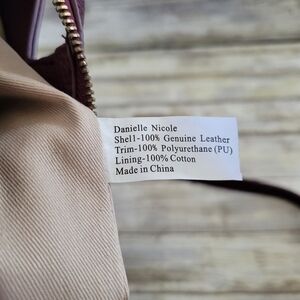 Danielle Nicole
Shell-100% Genuine Leather
Trim-100% Polyurethane (PU)
Lining-100% Cotton
Made in China